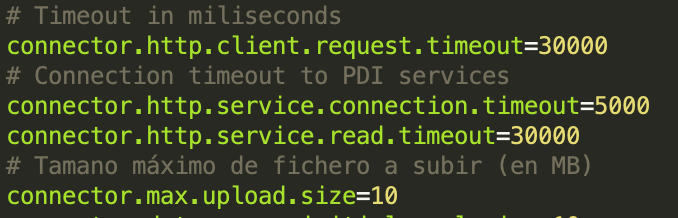 # Timeout in miliseconds
connector.http.client.request.timeout=30000
# Connection timeout to PDI services
connector.http.service.connection.timeout=5000
connector.http.service.read.timeout=30000
# Tamano máximo de fichero a subir (en MB)
connector.max.upload.size=10